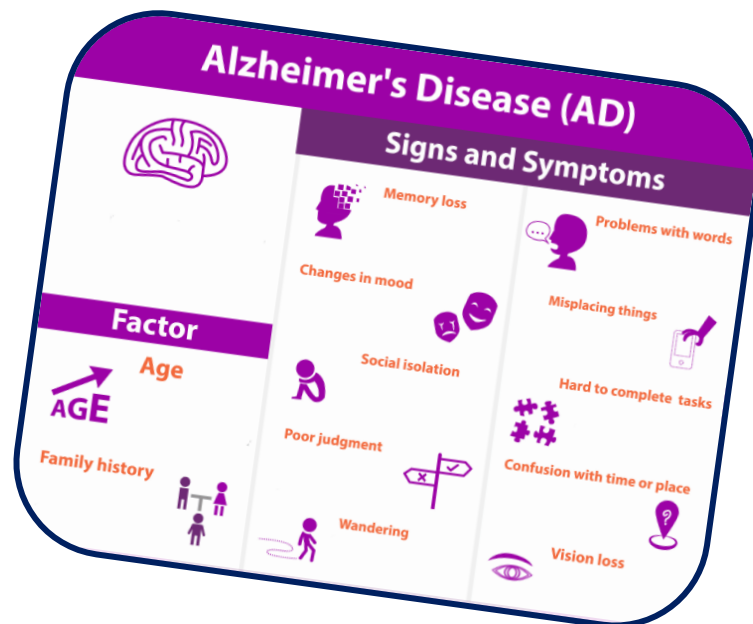 Alzheimer's Disease (AD)
Signs and Symptoms
Factor
Age
AGE
Family history
Memory loss
Changes in mood
Social isolation
Poor judgment
Wandering
Problems with words
Misplacing things
Hard to complete tasks
Confusion with time or place
?
Vision loss